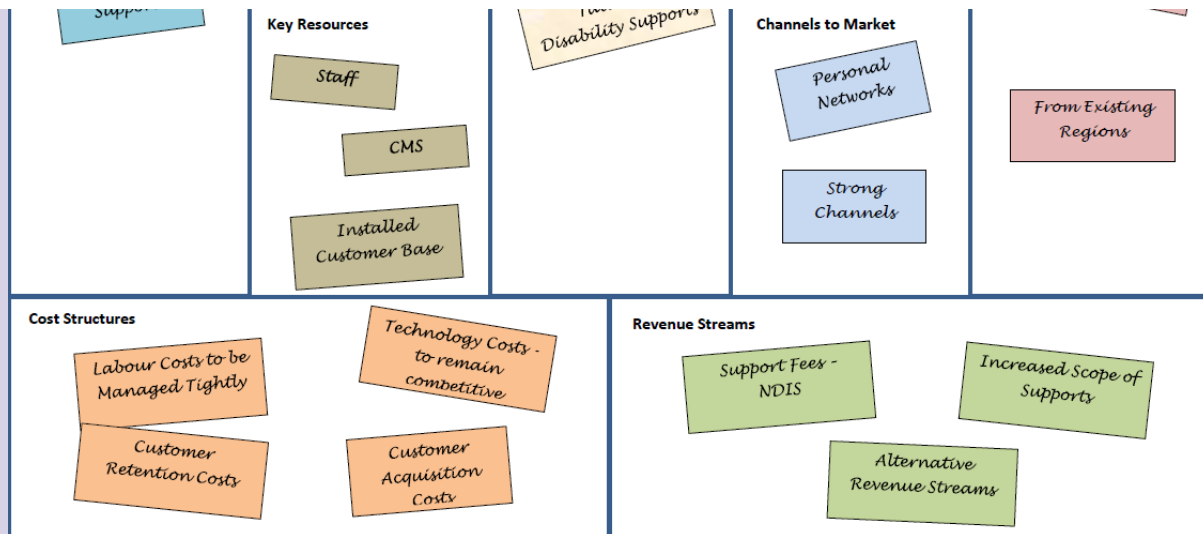 Key Resources
Staff
CMS
Installed
Customer Base
Disability Supports
Channels to Market
Personal
Networks
Strong
Channels
From Existing
Regions
Cost Structures
Labour Costs to be
Managed Tightly
Technology Costs -
to remain
competitive
Customer
Retention Costs
Customer
Acquisition
Costs
Revenue Streams
Support Fees -
NDIS
Increased Scope of
Supports
Alternative
Revenue Streams